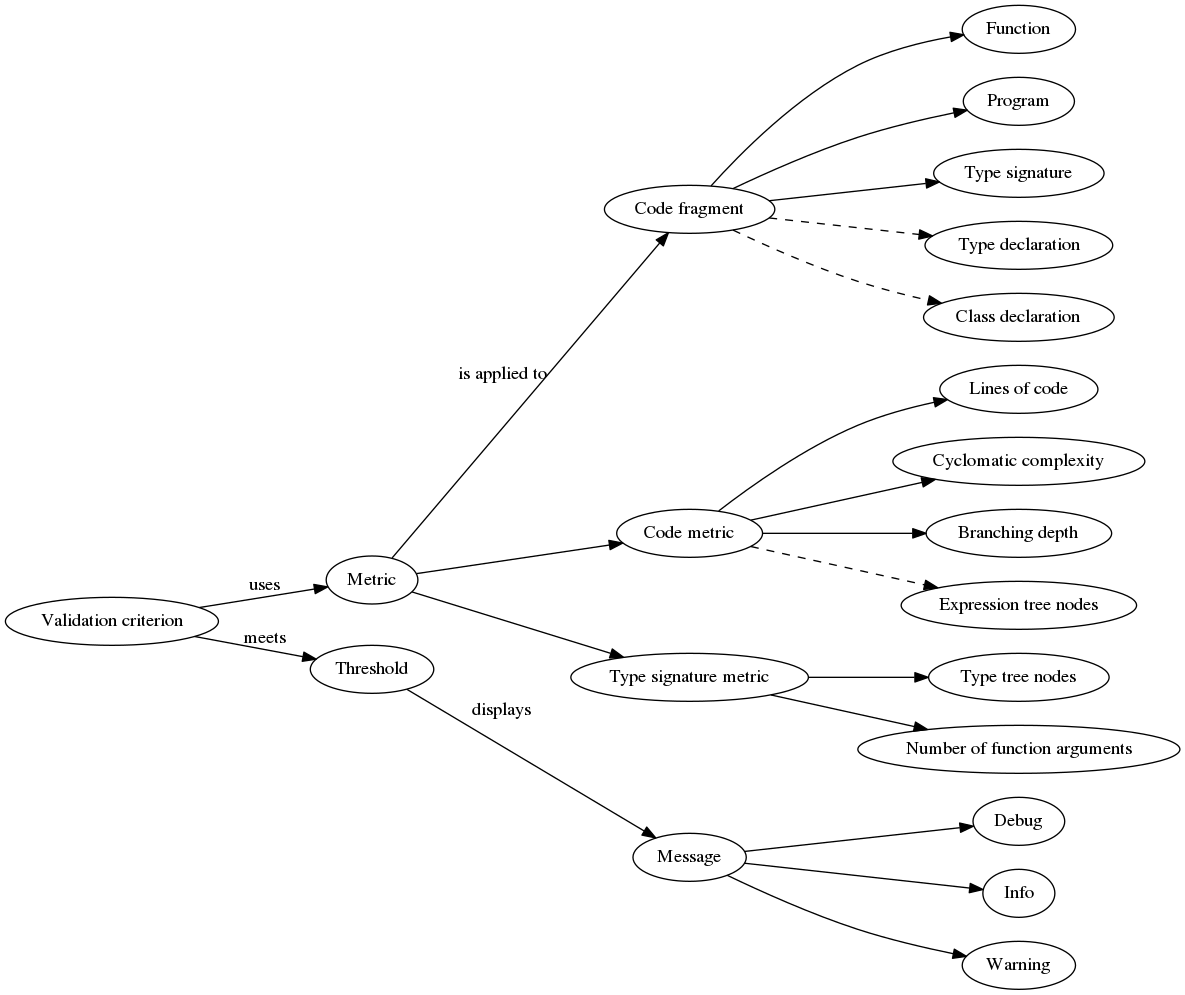 Function
Program
Type signature
Code fragment
Type declaration
Class declaration
is applied to
Lines of code
Cyclomatic complexity
Code metric
Branching depth
Metric
uses
Expression tree nodes
Validation criterion
meets
Threshold
Type signature metric
Type tree nodes
displays
Number of function arguments
Debug
Message
Info
Warning